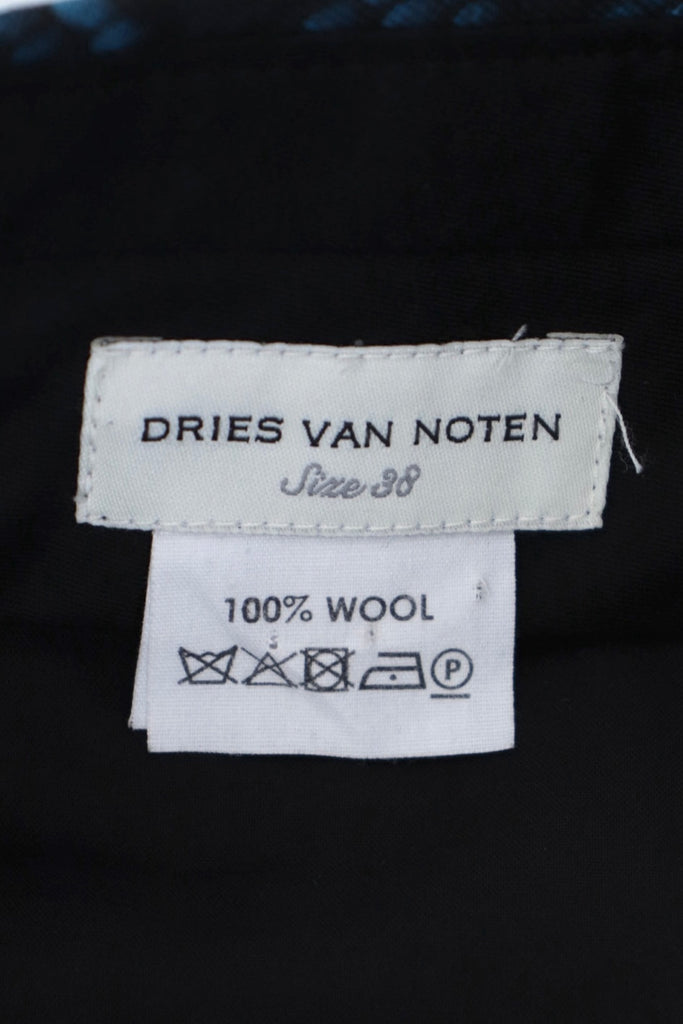 DRIES VAN NOTEN
Size 38
100% WOOL
P